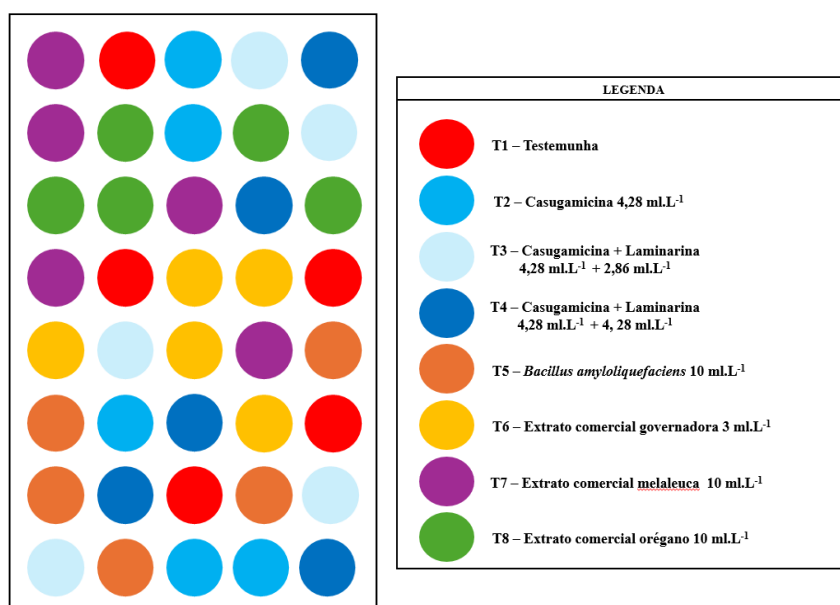 LEGENDA
T1 – Testemunha
T2 – Casugamicina 4,28 ml.L⁻¹
T3 – Casugamicina + Laminarina
4,28 ml.L⁻¹ + 2,86 ml.L⁻¹
T4 – Casugamicina + Laminarina
4,28 ml.L⁻¹ + 4, 28 ml.L⁻¹
T5 – Bacillus amyloliquefaciens 10 ml.L⁻¹
T6 – Extrato comercial governadora 3 ml.L⁻¹
T7 – Extrato comercial melaleuca 10 ml.L⁻¹
T8 – Extrato comercial orégano 10 ml.L⁻¹